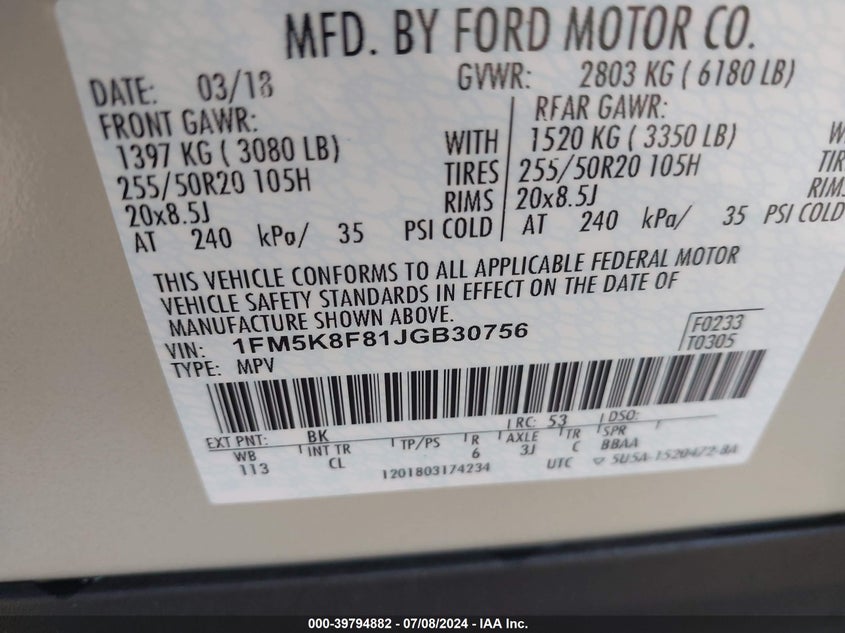 MFD. BY FORD MOTOR CO.
DATE: 03/18 GVWR: 2803 KG ( 6180 LB)
FRONT GAWR: RFAR GAWR:
1397 KG ( 3080 LB) WITH 1520 KG ( 3350 LB) W
255/50R20 105H TIRES 255/50R20 105H TIR
20x8.5J RIMS 20x8.5J RIMS
AT 240 kPa/ 35 PSI COLD AT 240 kPa/ 35 PSI COLD
THIS VEHICLE CONFORMS TO ALL APPLICABLE FEDERAL MOTOR
VEHICLE SAFETY STANDARDS IN EFFECT ON THE DATE OF
MANUFACTURE SHOWN ABOVE.
VIN: 1FM5K8F81JGB30756 F0233
TYPE: MPV T0305
EXT PNT: BK RC: 53 DSO:
WB INT TR TP/PS R AXLE TR SPR
113 CL 6 3J C BBAA
1201803174234 UTC ▽ 5U5A-1520472-BA
000-39794882 - 07/08/2024 - IAA Inc.